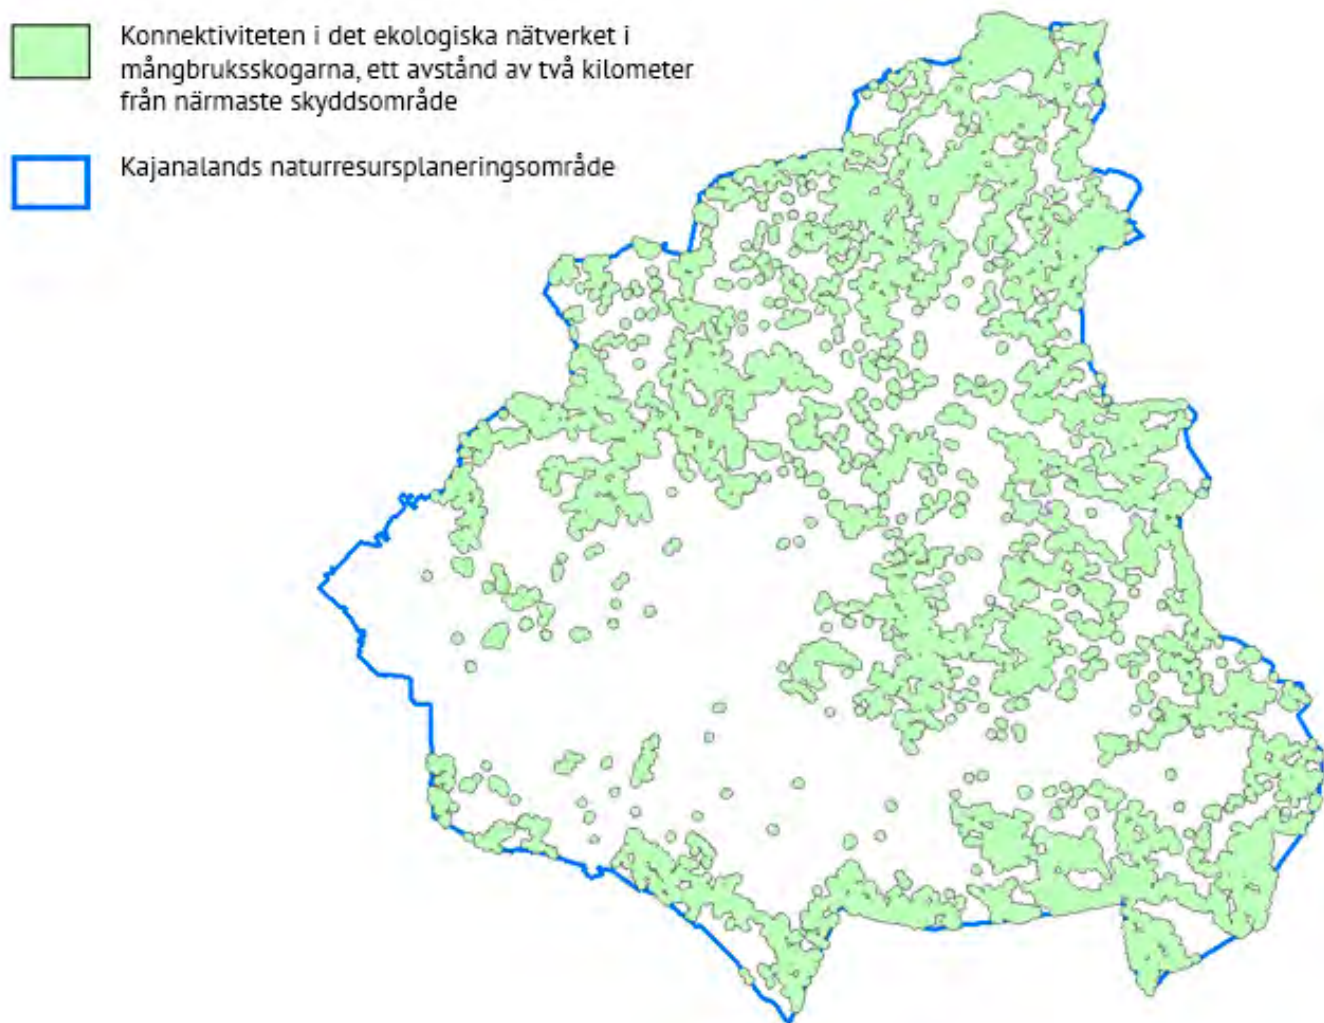 Konnektiviteten i det ekologiska nätverket i
mångbruksskogarna, ett avstånd av två kilometer
från närmaste skyddsområde
Kajanalands naturresursplaneringsområde